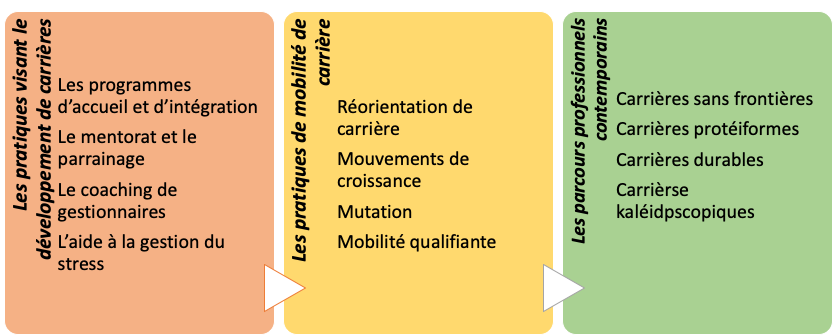 Les pratiques visant le
développement de carrières
Les programmes
d’accueil et d’intégration
Le mentorat et le
parrainage
Le coaching de
gestionnaires
L’aide à la gestion du
stress
Les pratiques de mobilité de
carrière
Réorientation de
carrière
Mouvements de
croissance
Mutation
Mobilité qualifiante
Les parcours professionnels
contemporains
Carrières sans frontières
Carrières protéiformes
Carrières durables
Carrièrse
kaléidpscopiques